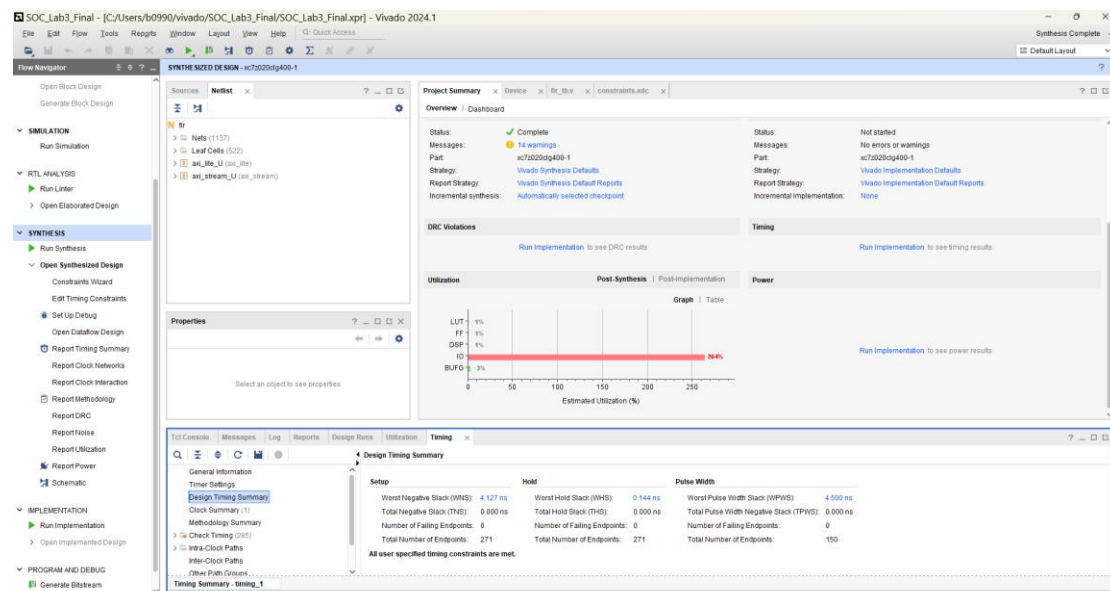 SOC_Lab3_Final - [C:/Users/b0990/vivado/SOC_Lab3_Final/SOC_Lab3_Final.xpr] - Vivado 2024.1
File Edit Flow Tools Reports Window Layout View Help Quick Access
Synthesis Complete
Default Layout
Flow Navigator
SYNTHESIZED DESIGN - xc7z020clg400-1
Open Block Design
Generate Block Design
SIMULATION
Run Simulation
RTL ANALYSIS
Run Linter
Open Elaborated Design
SYNTHESIS
Run Synthesis
Open Synthesized Design
Constraints Wizard
Edit Timing Constraints
Set Up Debug
Open Dataflow Design
Report Timing Summary
Report Clock Networks
Report Clock Interaction
Report Methodology
Report DRC
Report Noise
Report Utilization
Report Power
Schematic
IMPLEMENTATION
Run Implementation
Open Implemented Design
PROGRAM AND DEBUG
Generate Bitstream
Sources Netlist
N fir
Nets (1137)
Leaf Cells (522)
axi_lite_U (axi_lite)
axi_stream_U (axi_stream)
Properties
Select an object to see properties
Project Summary Device fir_tb.v constraints.xdc
Overview | Dashboard
Status: Complete
Messages: 14 warnings
Part: xc7z020clg400-1
Strategy: Vivado Synthesis Defaults
Report Strategy: Vivado Synthesis Default Reports
Incremental synthesis: Automatically selected checkpoint
Status: Not started
Messages: No errors or warnings
Part: xc7z020clg400-1
Strategy: Vivado Implementation Defaults
Report Strategy: Vivado Implementation Default Reports
Incremental implementation: None
DRC Violations
Run Implementation to see DRC results
Timing
Run Implementation to see timing results
Utilization Post-Synthesis | Post-Implementation
Graph | Table
LUT 1%
FF 1%
DSP 1%
IO 264%
BUFG 3%
0 50 100 150 200 250
Estimated Utilization (%)
Power
Run Implementation to see power results
Tcl Console Messages Log Reports Design Runs Utilization Timing
Design Timing Summary
General Information
Timer Settings
Design Timing Summary
Clock Summary (1)
Methodology Summary
Check Timing (285)
Intra-Clock Paths
Inter-Clock Paths
Other Path Groups
Setup Hold Pulse Width
Worst Negative Slack (WNS): 4.127 ns Worst Hold Slack (WHS): 0.144 ns Worst Pulse Width Slack (WPWS): 4.500 ns
Total Negative Slack (TNS): 0.000 ns Total Hold Slack (THS): 0.000 ns Total Pulse Width Negative Slack (TPWS): 0.000 ns
Number of Failing Endpoints: 0 Number of Failing Endpoints: 0 Number of Failing Endpoints: 0
Total Number of Endpoints: 271 Total Number of Endpoints: 271 Total Number of Endpoints: 150
All user specified timing constraints are met.
Timing Summary - timing_1